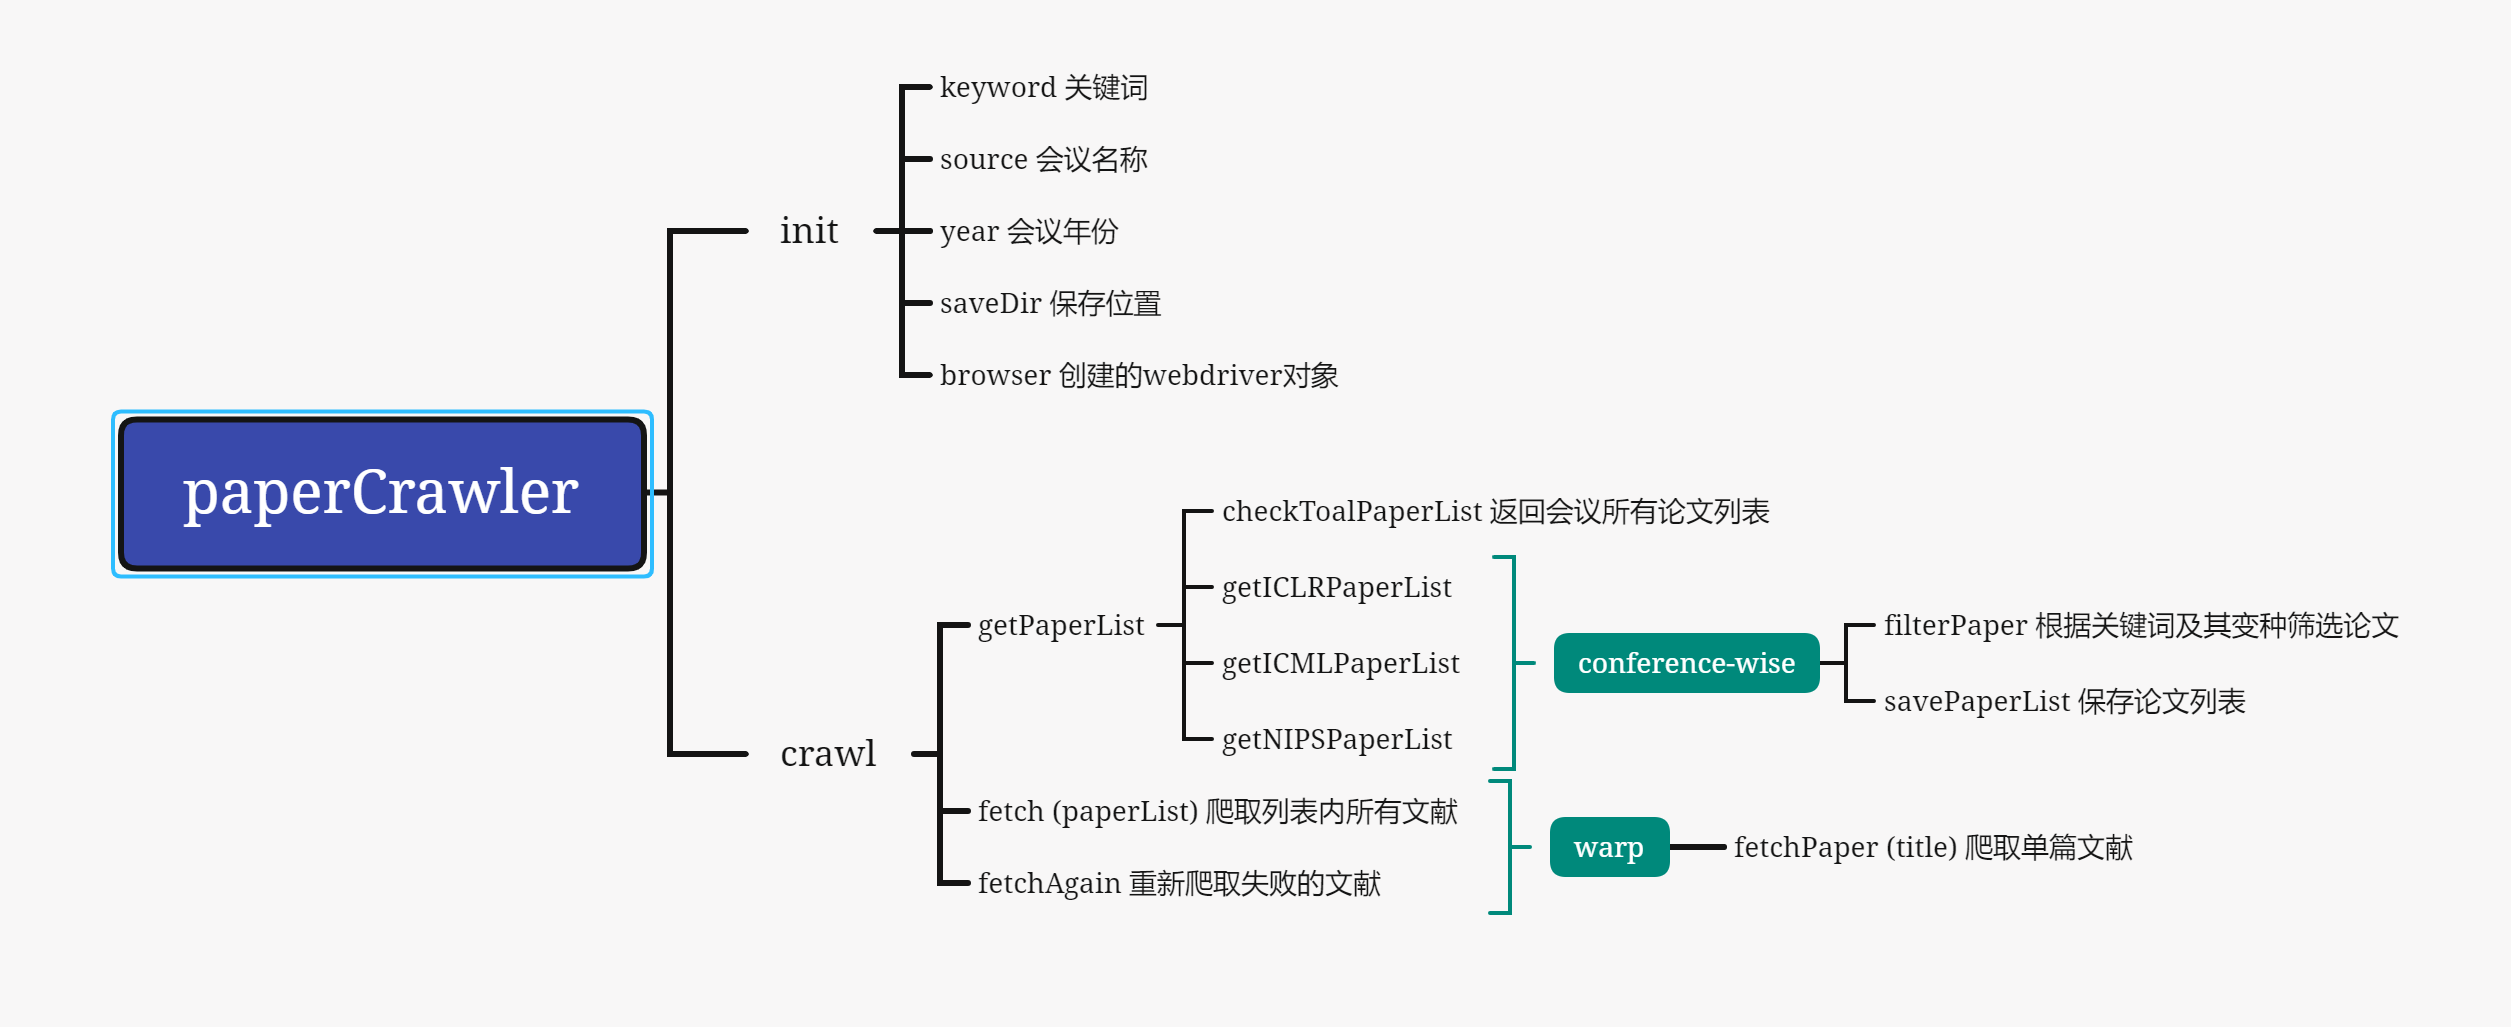 paperCrawler
init
keyword 关键词
source 会议名称
year 会议年份
saveDir 保存位置
browser 创建的webdriver对象
crawl
getPaperList
checkToalPaperList 返回会议所有论文列表
getICLRPaperList
getICMLPaperList
getNIPSPaperList
conference-wise
filterPaper 根据关键词及其变种筛选论文
savePaperList 保存论文列表
fetch (paperList) 爬取列表内所有文献
fetchAgain 重新爬取失败的文献
warp
fetchPaper (title) 爬取单篇文献